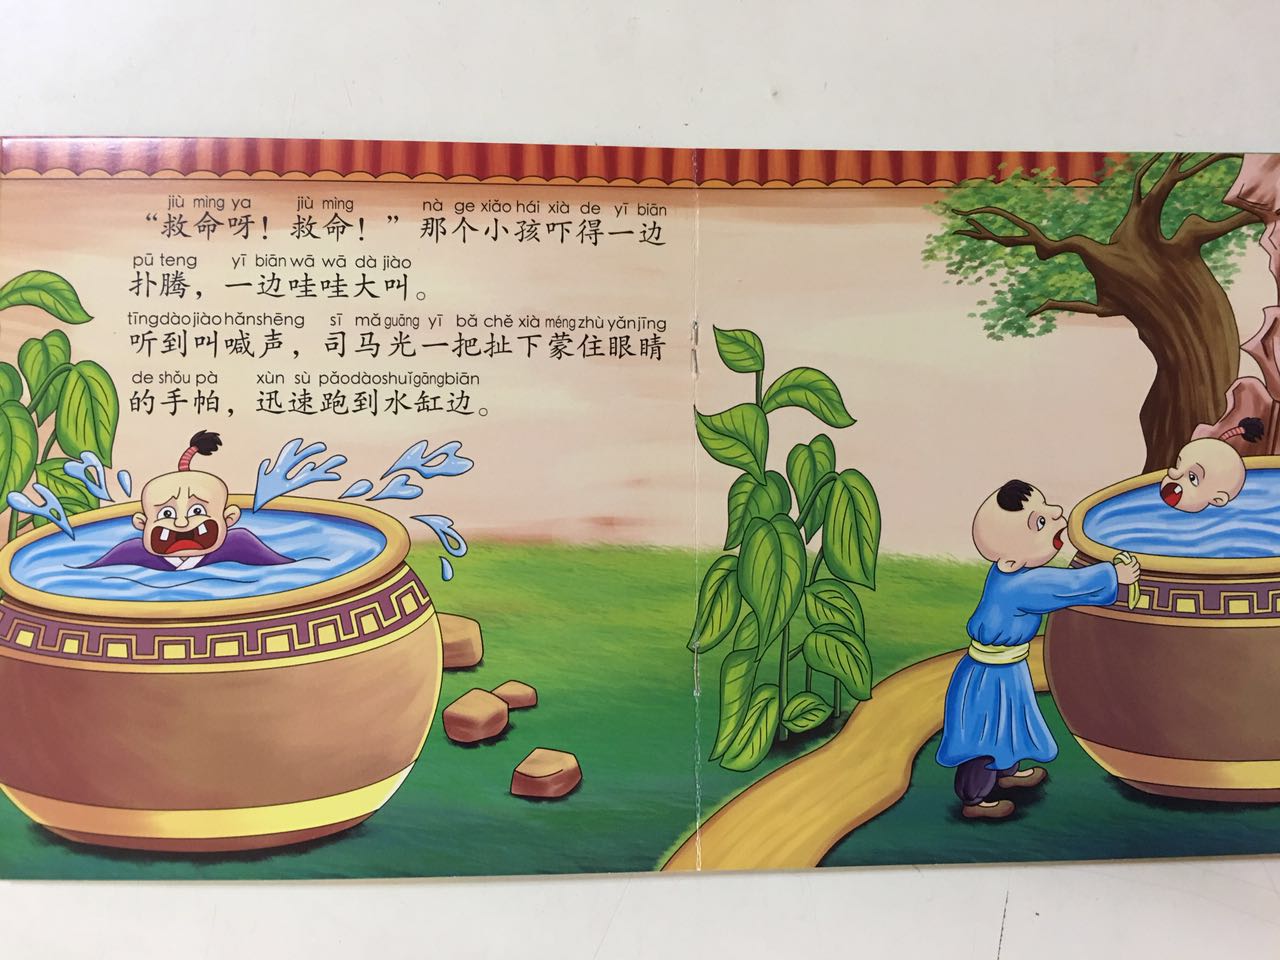 jiù mìng ya jiù mìng nà ge xiǎo hái xià de yī biān
“救命呀！救命！”那个小孩吓得一边
pū teng yī biān wā wā dà jiào
扑腾，一边哇哇大叫。
tīng dào jiào hǎn shēng sī mǎ guāng yī bǎ chě xià méng zhù yǎn jīng
听到叫喊声，司马光一把扯下蒙住眼睛
de shǒu pà xùn sù pǎo dào shuǐ gāng biān
的手帕，迅速跑到水缸边。